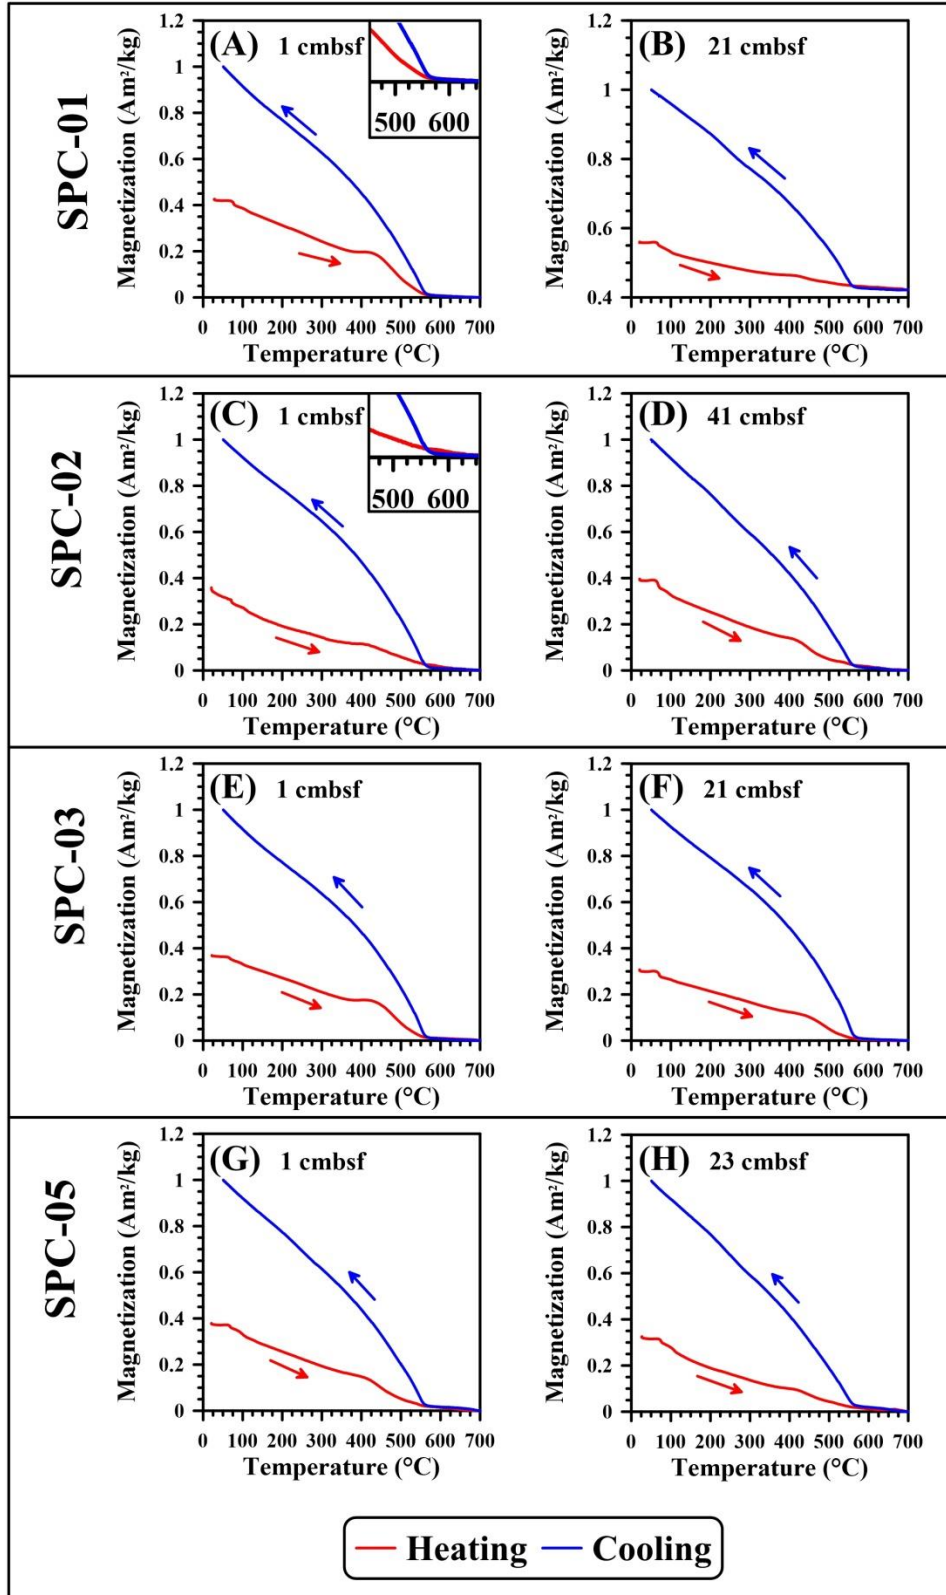 SPC-01
Magnetization (Am²/kg)
1.2
1
0.8
0.6
0.4
0.2
0
(A) 1 cmbsf
500 600
0 100 200 300 400 500 600 700
Temperature (°C)
Magnetization (Am²/kg)
1.2
1
0.8
0.6
0.4
(B) 21 cmbsf
0 100 200 300 400 500 600 700
Temperature (°C)
SPC-02
Magnetization (Am²/kg)
1.2
1
0.8
0.6
0.4
0.2
0
(C) 1 cmbsf
500 600
0 100 200 300 400 500 600 700
Temperature (°C)
Magnetization (Am²/kg)
1.2
1
0.8
0.6
0.4
0.2
0
(D) 41 cmbsf
0 100 200 300 400 500 600 700
Temperature (°C)
SPC-03
Magnetization (Am²/kg)
1.2
1
0.8
0.6
0.4
0.2
0
(E) 1 cmbsf
0 100 200 300 400 500 600 700
Temperature (°C)
Magnetization (Am²/kg)
1.2
1
0.8
0.6
0.4
0.2
0
(F) 21 cmbsf
0 100 200 300 400 500 600 700
Temperature (°C)
SPC-05
Magnetization (Am²/kg)
1.2
1
0.8
0.6
0.4
0.2
0
(G) 1 cmbsf
0 100 200 300 400 500 600 700
Temperature (°C)
Magnetization (Am²/kg)
1.2
1
0.8
0.6
0.4
0.2
0
(H) 23 cmbsf
0 100 200 300 400 500 600 700
Temperature (°C)
Heating Cooling